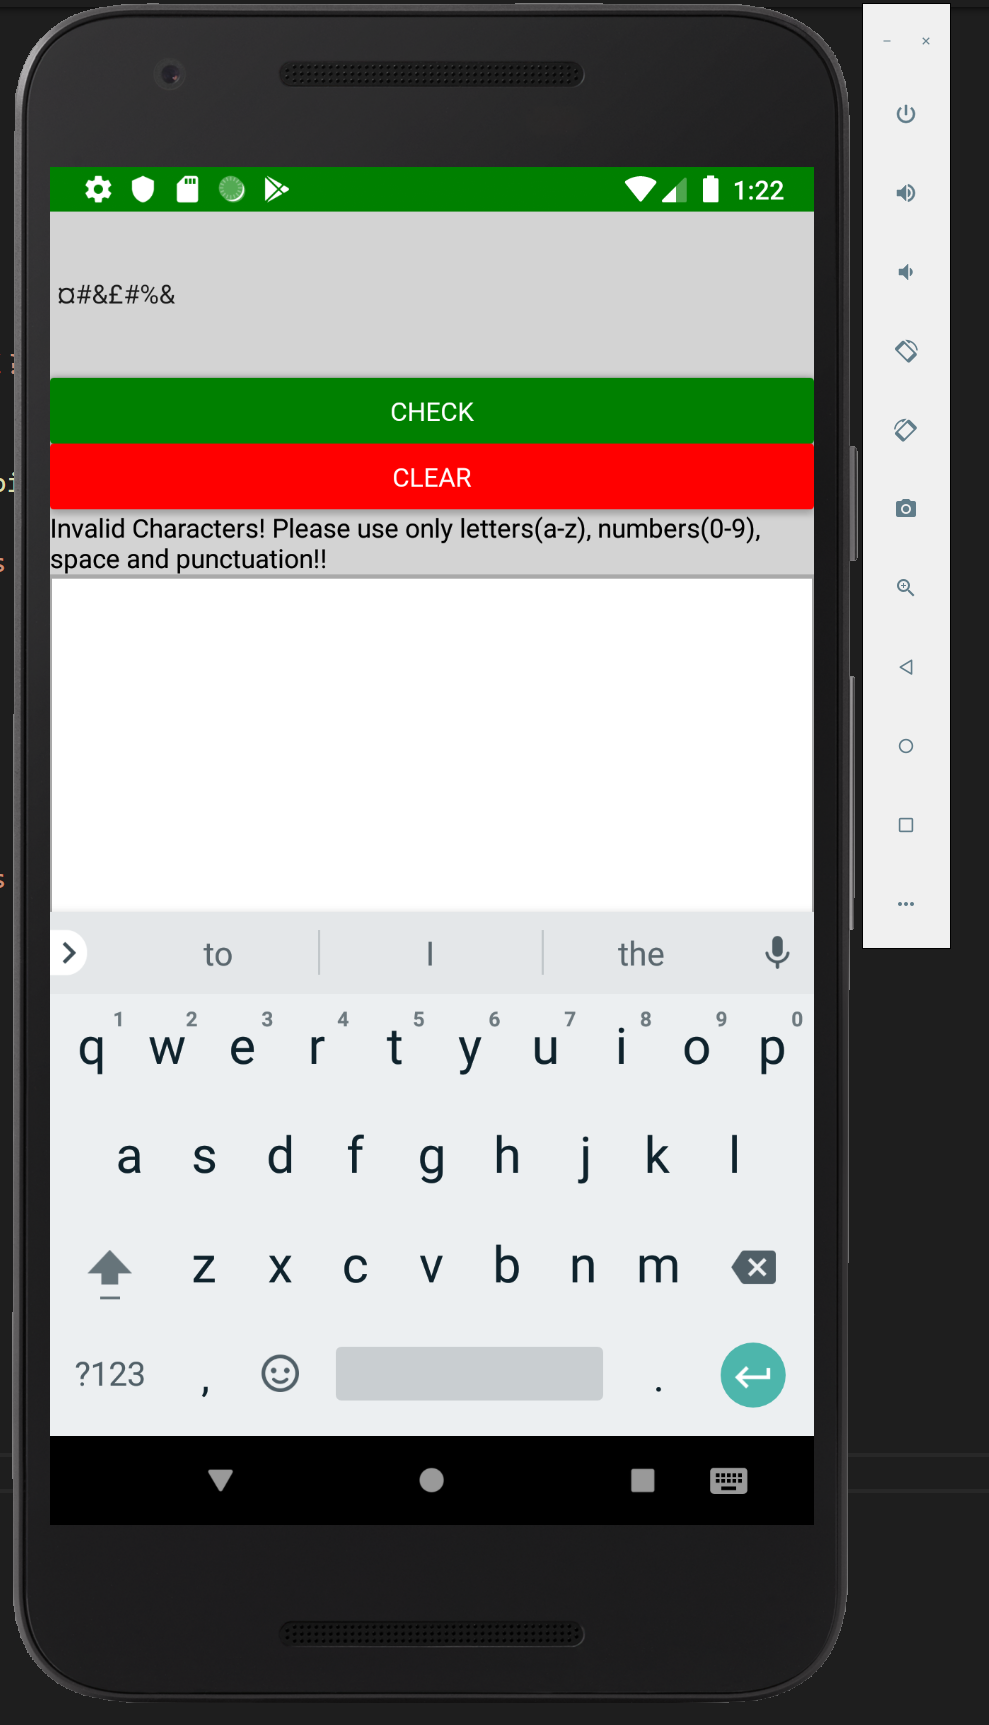 1:22
¤#&£#%&
CHECK
CLEAR
Invalid Characters! Please use only letters(a-z), numbers(0-9),
space and punctuation!!
to I the
1 2 3 4 5 6 7 8 9 0
q w e r t y u i o p
a s d f g h j k l
z x c v b n m
?123 , .